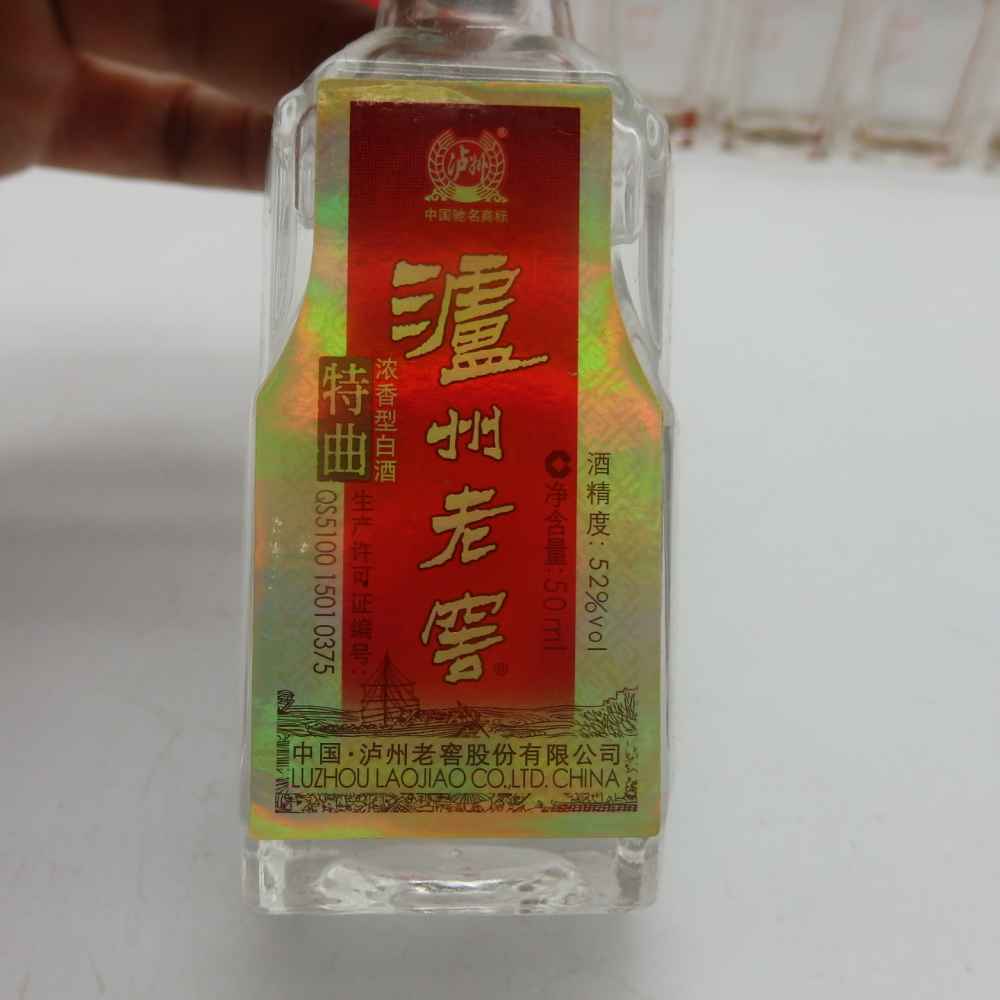 泸州
®
中国驰名商标
瀘州老窖®
特曲
浓香型白酒
生产许可证编号:
QS5100 1501 0375
酒精度: 52%vol
净含量: 50ml
中国·泸州老窖股份有限公司
LUZHOU LAOJIAO CO.,LTD. CHINA